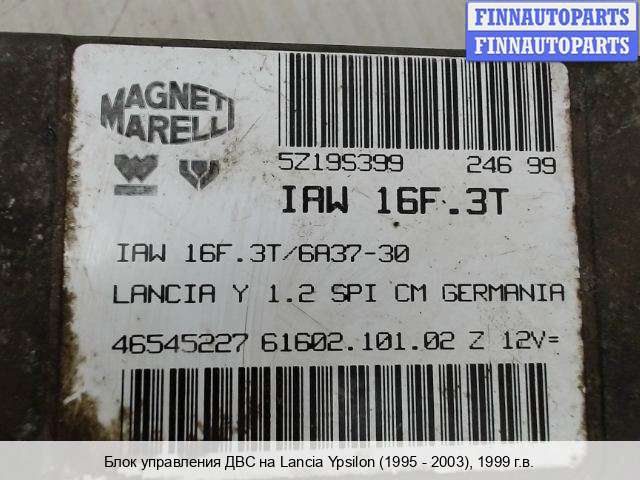 FINNAUTOPARTS
FINNAUTOPARTS
MAGNETI
MARELLI
5Z19S399 246 99
IAW 16F.3T
IAW 16F.3T/6A37-30
LANCIA Y 1.2 SPI CM GERMANIA
46545227 61602.101.02 Z 12V=
Блок управления ДВС на Lancia Ypsilon (1995 - 2003), 1999 г.в.